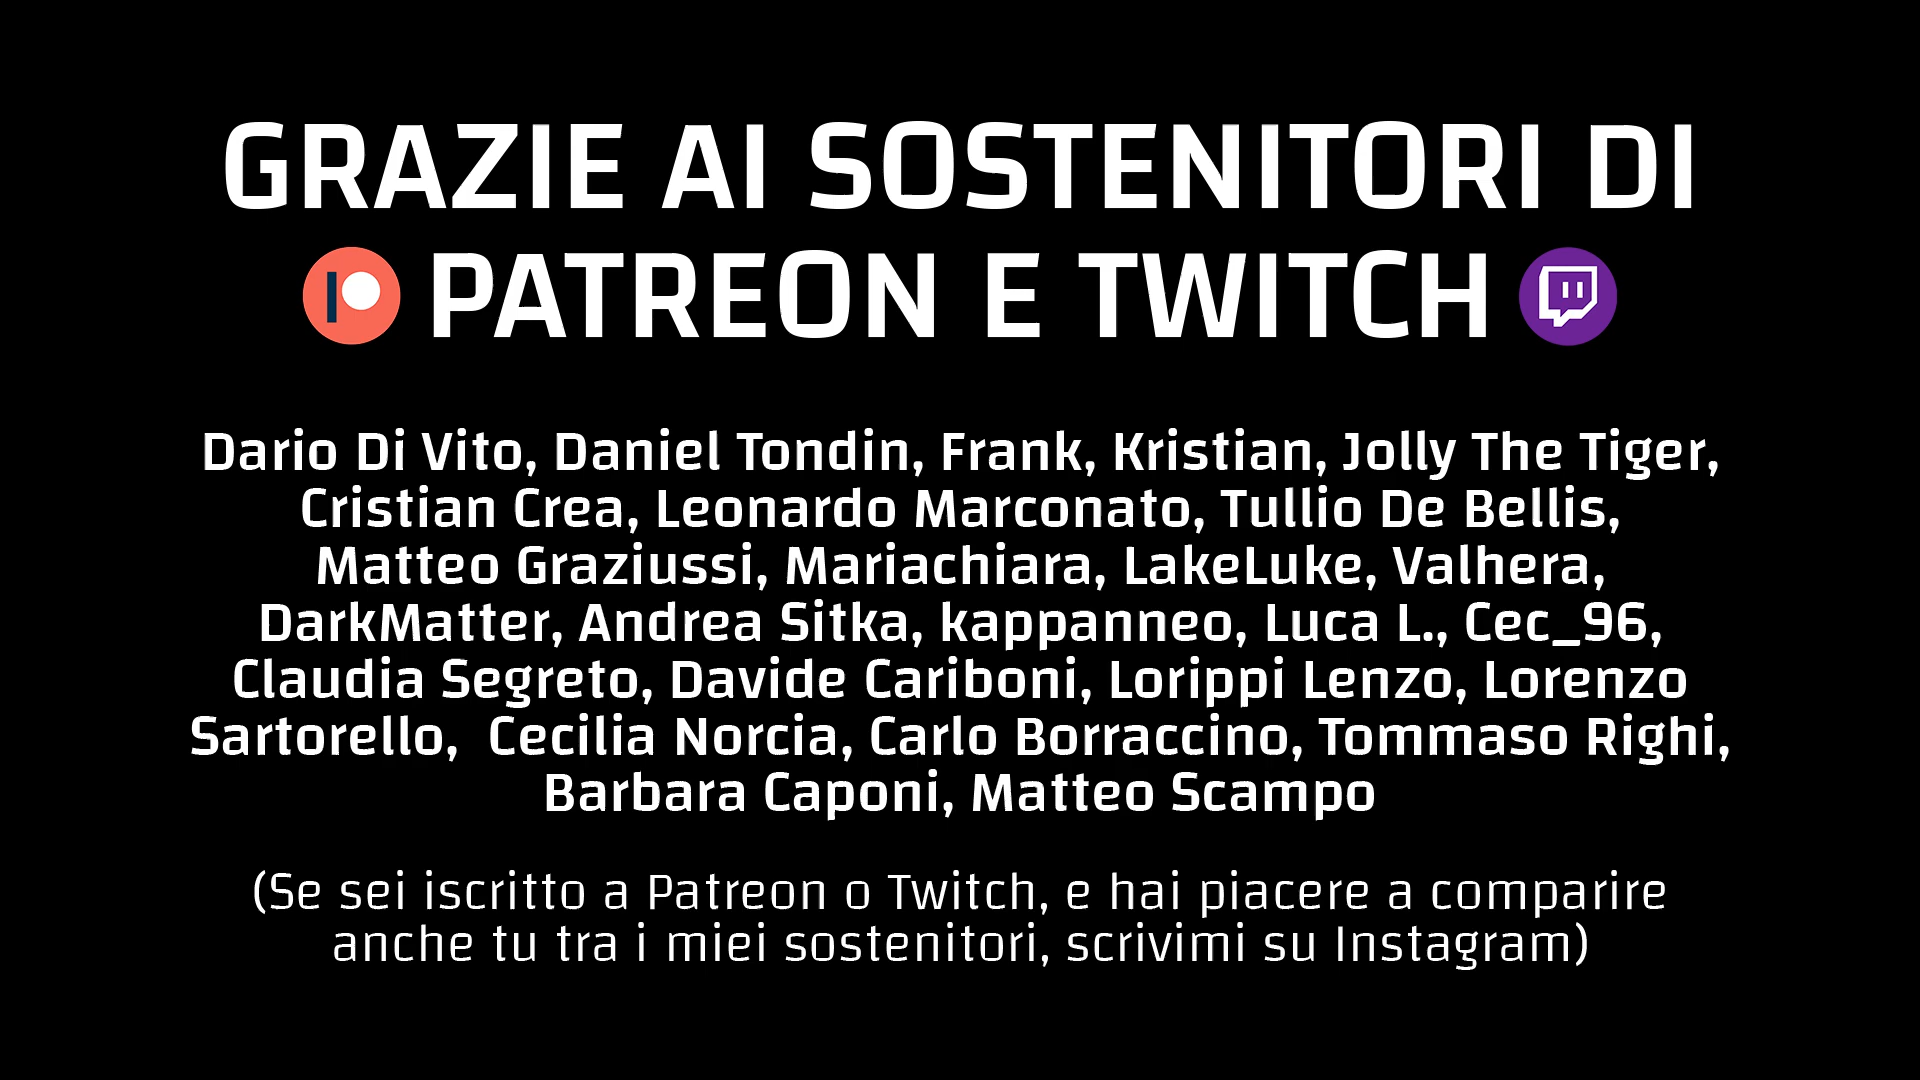 GRAZIE AI SOSTENITORI DI
PATREON E TWITCH
Dario Di Vito, Daniel Tondin, Frank, Kristian, Jolly The Tiger,
Cristian Crea, Leonardo Marconato, Tullio De Bellis,
Matteo Graziussi, Mariachiara, LakeLuke, Valhera,
DarkMatter, Andrea Sitka, kappanneo, Luca L., Cec_96,
Claudia Segreto, Davide Cariboni, Lorippi Lenzo, Lorenzo
Sartorello,  Cecilia Norcia, Carlo Borraccino, Tommaso Righi,
Barbara Caponi, Matteo Scampo
(Se sei iscritto a Patreon o Twitch, e hai piacere a comparire
anche tu tra i miei sostenitori, scrivimi su Instagram)